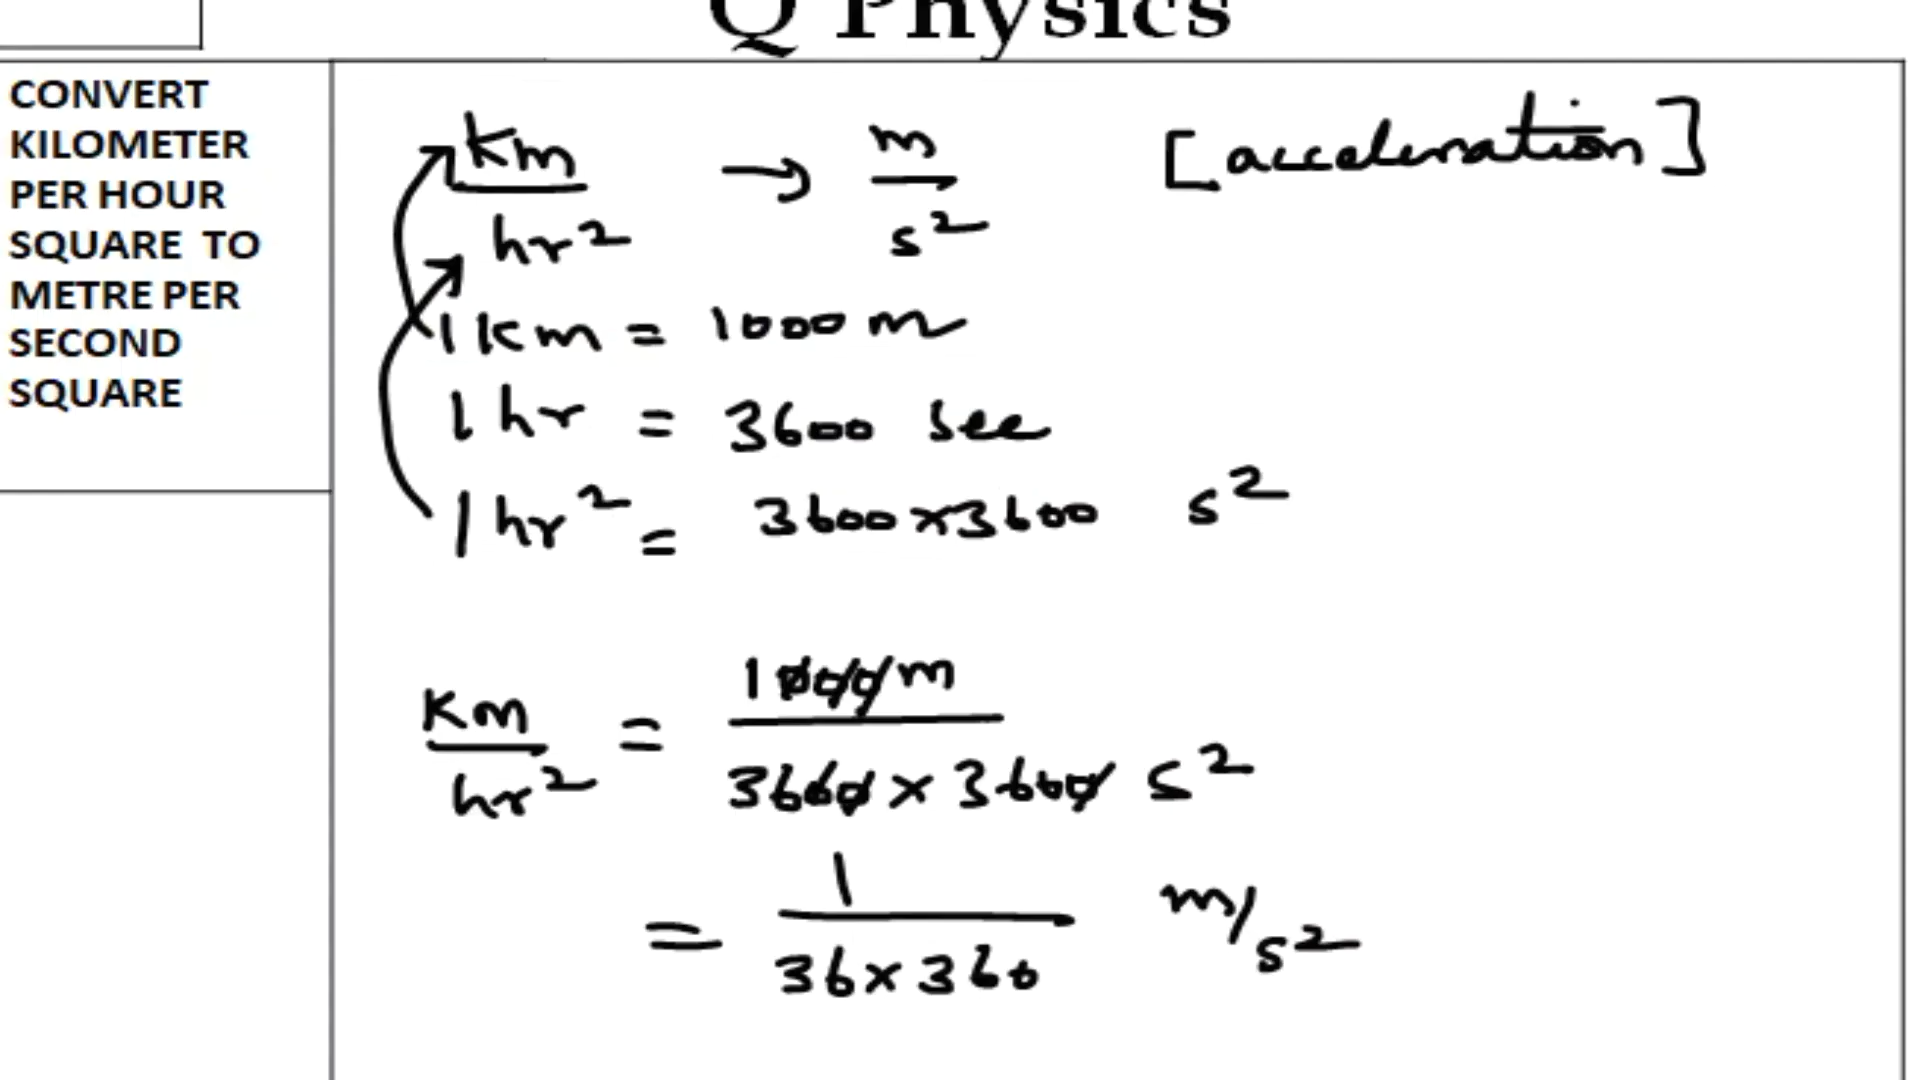 Q Physics
CONVERT
KILOMETER
PER HOUR
SQUARE TO
METRE PER
SECOND
SQUARE
km/hr² → m/s² [acceleration]
1 km = 1000 m
1 hr = 3600 sec
1 hr² = 3600 x 3600 s²
Km/hr² = 1000 m / 3600 x 3600 s²
= 1 / 36 x 360 m/s²